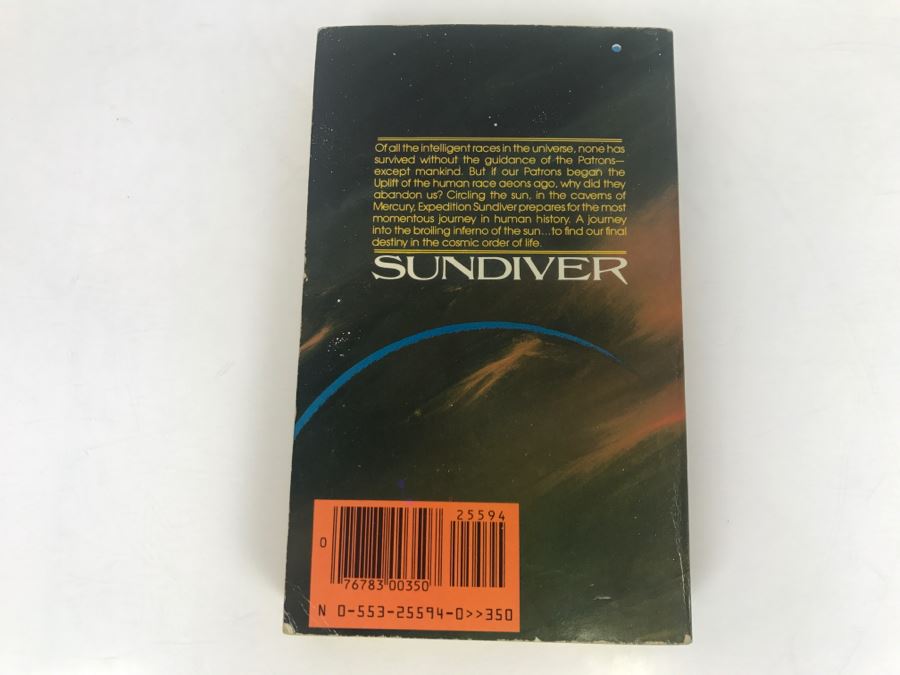 Of all the intelligent races in the universe, none has
survived without the guidance of the Patrons—
except mankind. But if our Patrons began the
Uplift of the human race aeons ago, why did they
abandon us? Circling the sun, in the caverns of
Mercury, Expedition Sundiver prepares for the most
momentous journey in human history. A journey
into the broiling inferno of the sun...to find our final
destiny in the cosmic order of life.
SUNDIVER
25594
0
76783 00350
N 0-553-25594-0>>350